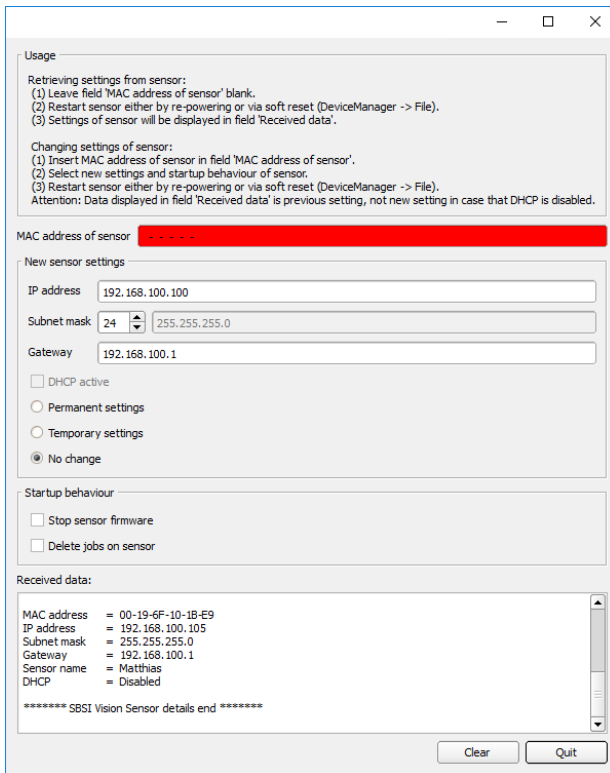 Usage
Retrieving settings from sensor:
(1) Leave field 'MAC address of sensor' blank.
(2) Restart sensor either by re-powering or via soft reset (DeviceManager -> File).
(3) Settings of sensor will be displayed in field 'Received data'.
Changing settings of sensor:
(1) Insert MAC address of sensor in field 'MAC address of sensor'.
(2) Select new settings and startup behaviour of sensor.
(3) Restart sensor either by re-powering or via soft reset (DeviceManager -> File).
Attention: Data displayed in field 'Received data' is previous setting, not new setting in case that DHCP is disabled.
MAC address of sensor - - - - -
New sensor settings
IP address 192.168.100.100
Subnet mask 24 255.255.255.0
Gateway 192.168.100.1
DHCP active
Permanent settings
Temporary settings
No change
Startup behaviour
Stop sensor firmware
Delete jobs on sensor
Received data:
MAC address = 00-19-6F-10-1B-E9
IP address = 192.168.100.105
Subnet mask = 255.255.255.0
Gateway = 192.168.100.1
Sensor name = Matthias
DHCP = Disabled
******* SBSI Vision Sensor details end *******
Clear Quit